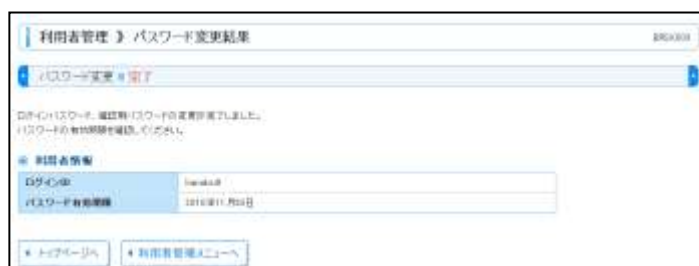 利用者管理 》 パスワード変更結果
パスワード変更 完了
ログインパスワード、確認用パスワードの変更が完了しました。
パスワードの有効期限を確認してください。
利用者情報
ログインID
パスワード有効期限
トップページへ
利用者管理メニューへ